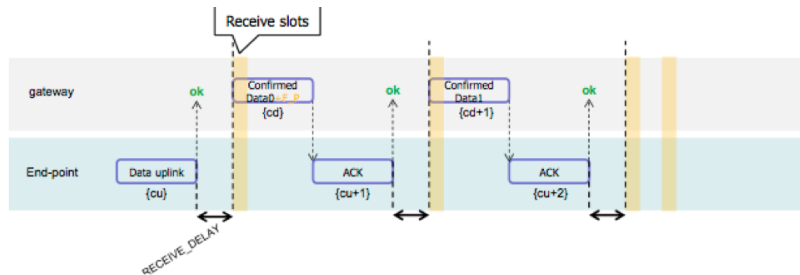 Receive slots
gateway
ok
Confirmed
Data0+F_P
{cd}
ok
Confirmed
Data1
{cd+1}
ok
End-point
Data uplink
{cu}
ACK
{cu+1}
ACK
{cu+2}
RECEIVE_DELAY